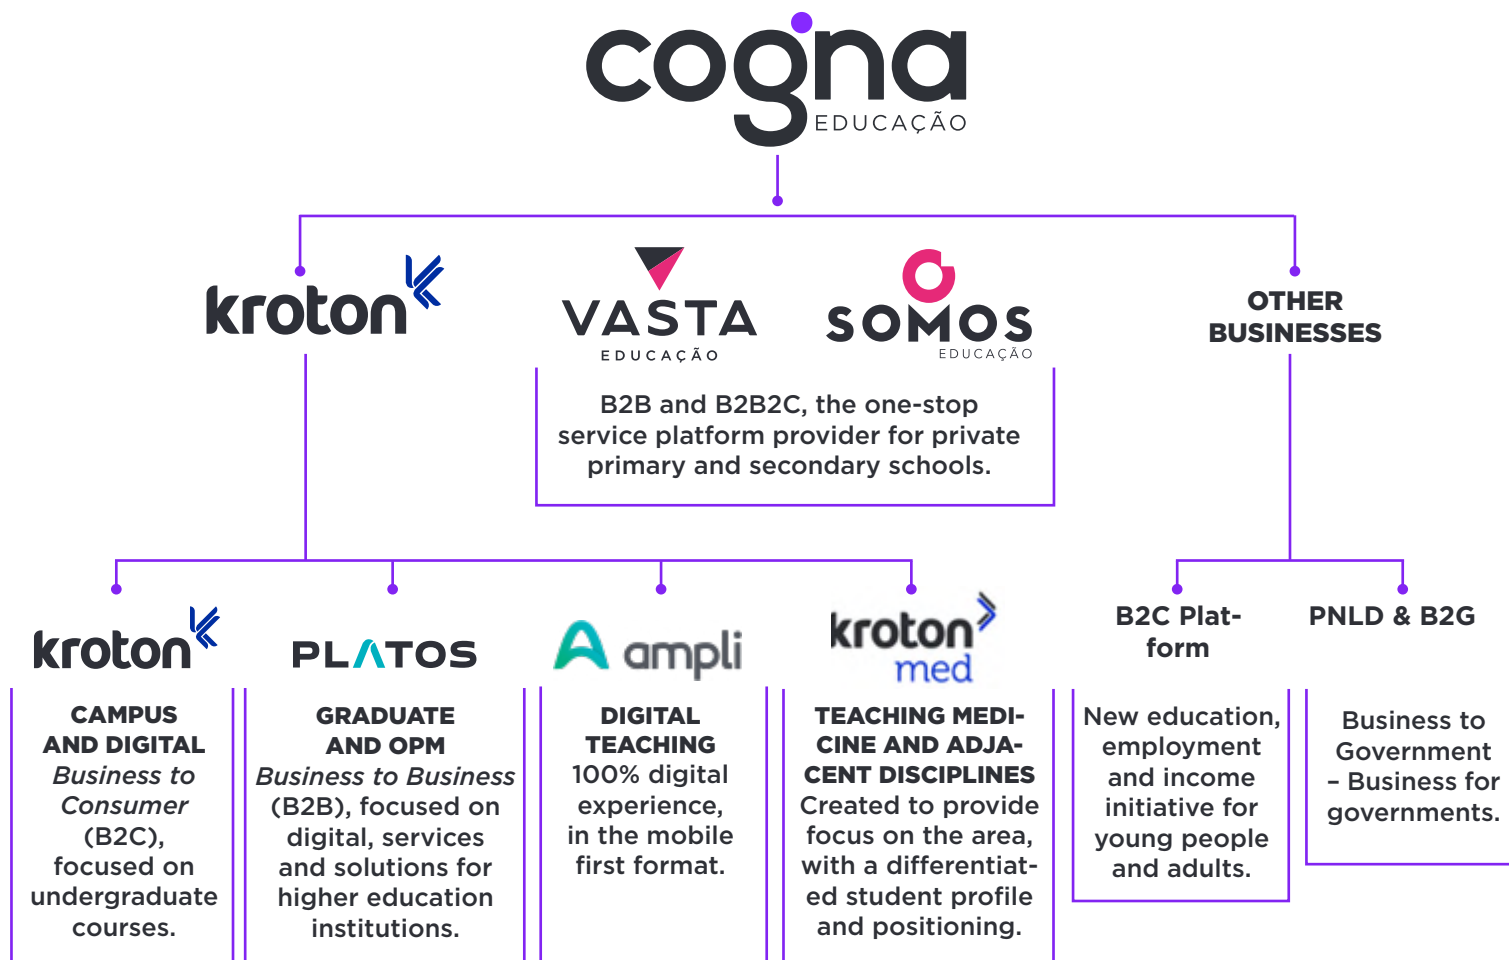 cogna
EDUCAÇÃO
kroton
VASTA
EDUCAÇÃO
SOMOS
EDUCAÇÃO
OTHER
BUSINESSES
B2B and B2B2C, the one-stop
service platform provider for private
primary and secondary schools.
kroton
CAMPUS
AND DIGITAL
Business to
Consumer
(B2C),
focused on
undergraduate
courses.
PLATOS
GRADUATE
AND OPM
Business to Business
(B2B), focused on
digital, services
and solutions for
higher education
institutions.
ampli
DIGITAL
TEACHING
100% digital
experience,
in the mobile
first format.
kroton
med
TEACHING MEDI-
CINE AND ADJA-
CENT DISCIPLINES
Created to provide
focus on the area,
with a differentiat-
ed student profile
and positioning.
B2C Plat-
form
New education,
employment
and income
initiative for
young people
and adults.
PNLD & B2G
Business to
Government
– Business for
governments.